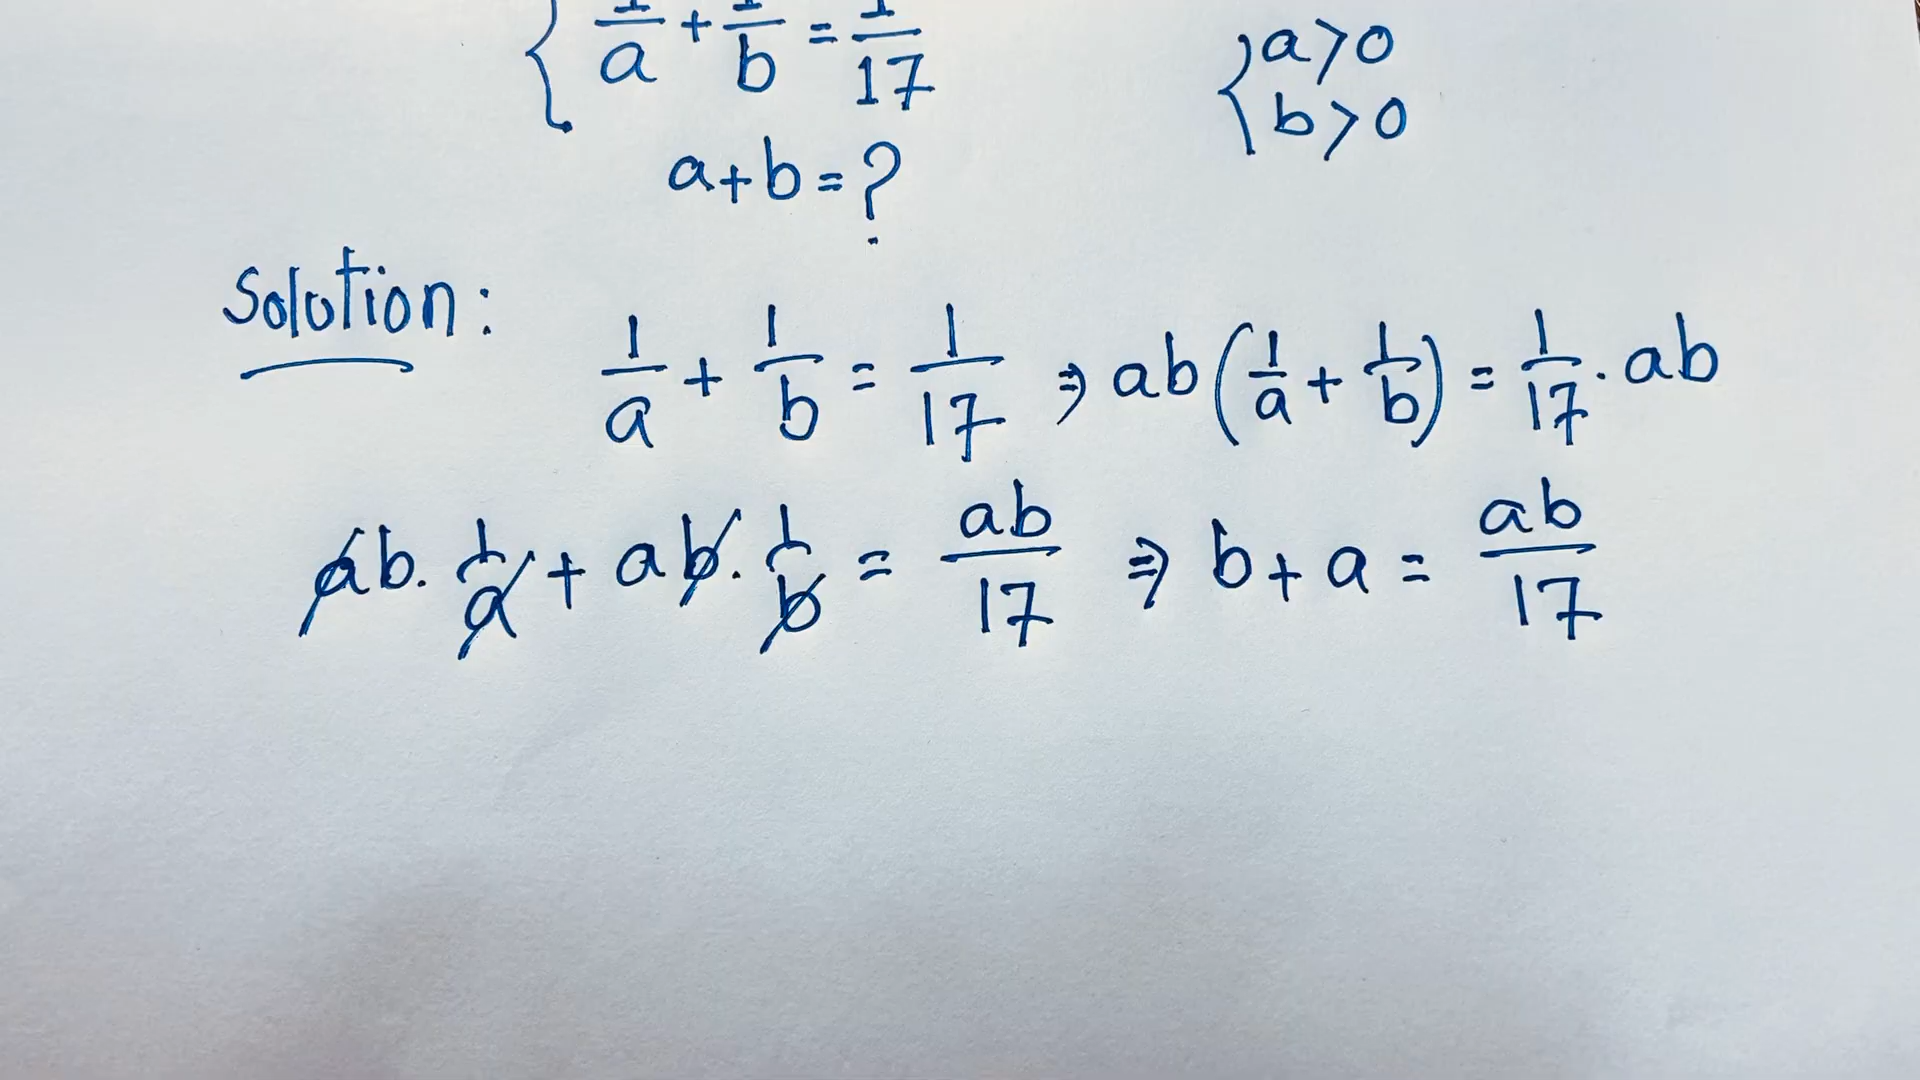 { 1/a + 1/b = 1/17
{ a>0
b>0
a+b=?
Solution:
1/a + 1/b = 1/17 ⇒ ab(1/a + 1/b) = 1/17 · ab
ab · 1/a + ab · 1/b = ab/17 ⇒ b+a = ab/17